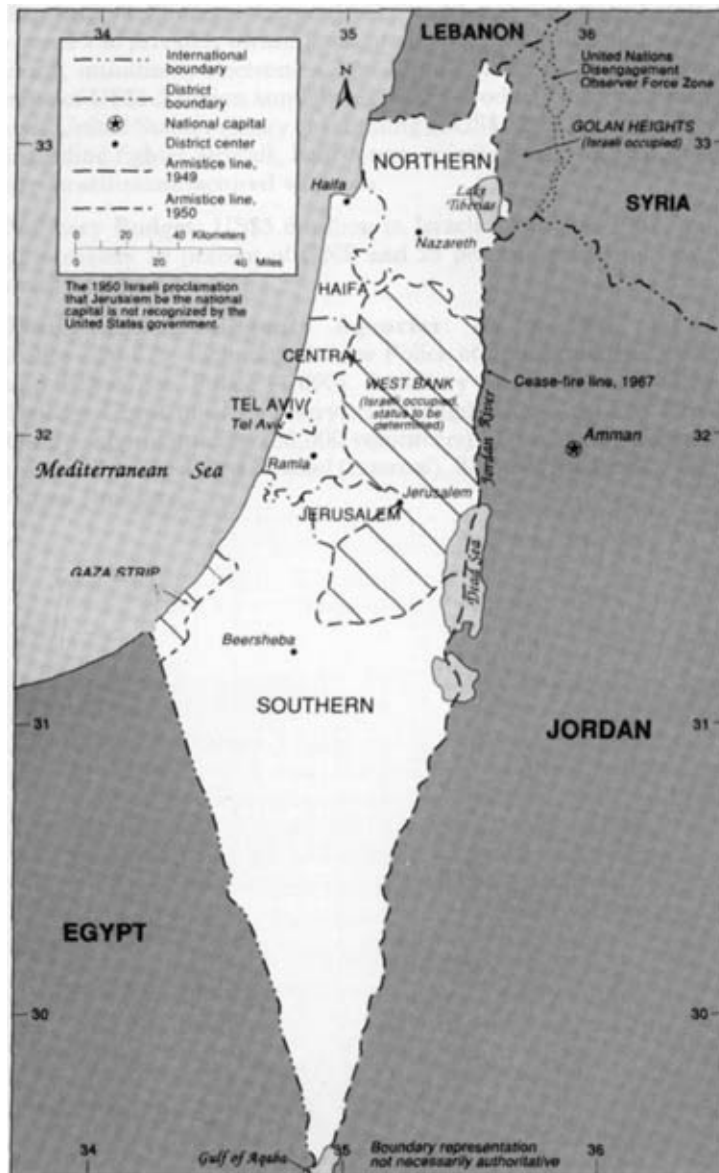 34
35
36
LEBANON
International
boundary
District
boundary
National capital
District center
Armistice line,
1949
Armistice line,
1950
0 20 40 Kilometers
0 20 40 Miles
The 1950 Israeli proclamation
that Jerusalem be the national
capital is not recognized by the
United States government.
N
United Nations
Disengagement
Observer Force Zone
GOLAN HEIGHTS
(Israeli occupied)
33
33
NORTHERN
Haifa
Lake
Tiberias
SYRIA
Nazareth
HAIFA
CENTRAL
WEST BANK
(Israeli occupied,
status to be
determined)
Cease-fire line, 1967
Jordan River
TEL AVIV
Tel Aviv
32
32
Amman
Ramla
Mediterranean Sea
Jerusalem
JERUSALEM
Dead Sea
GAZA STRIP
Beersheba
SOUTHERN
31
31
JORDAN
EGYPT
30
30
34
Gulf of Aqaba
35
36
Boundary representation
not necessarily authoritative